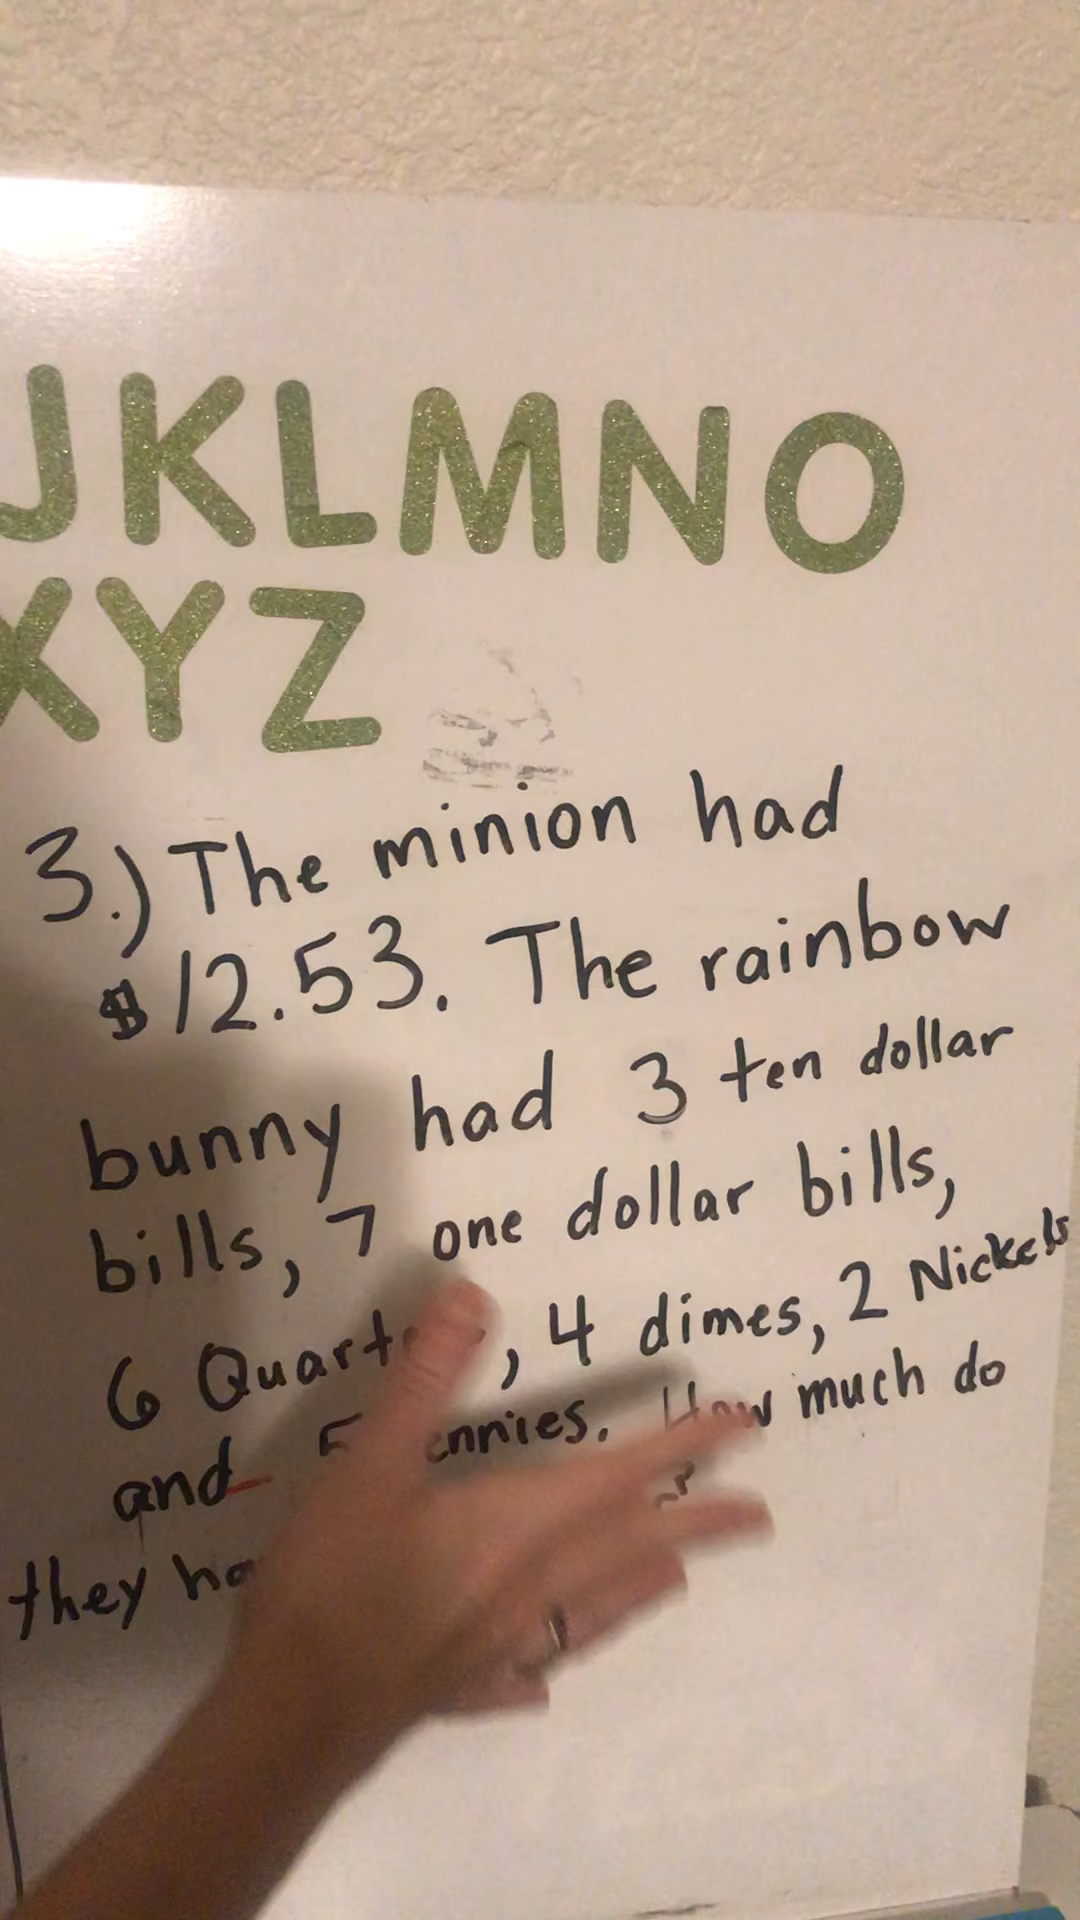 JKLMNO
XYZ
3.) The minion had
$12.53. The rainbow
bunny had 3 ten dollar
bills, 7 one dollar bills,
6 , 4 dimes, 2 Nickels
and How much do
they